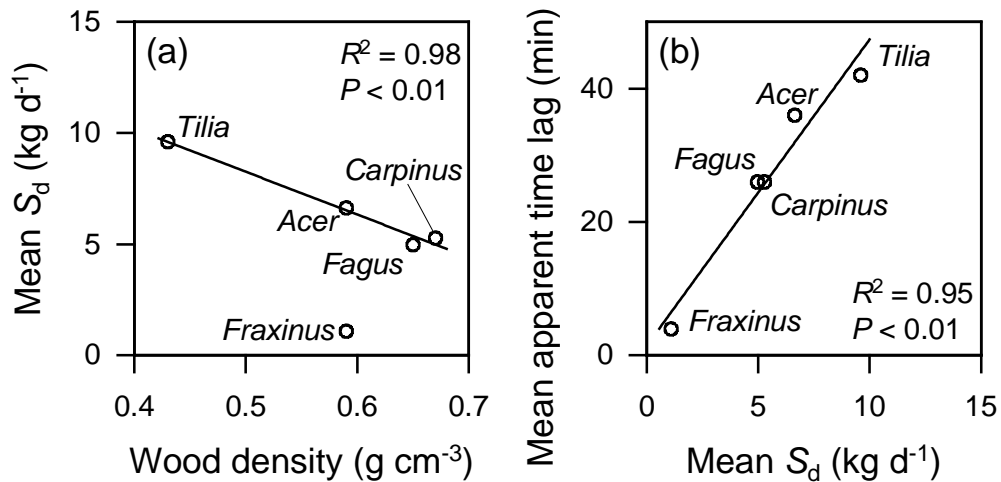 (a)
R² = 0.98
P < 0.01
Tilia
Carpinus
Acer
Fagus
Fraxinus
15
10
5
0
0.4 0.5 0.6 0.7
Mean Sd (kg d⁻¹)
Wood density (g cm⁻³)
(b)
Tilia
Acer
Fagus
Carpinus
R² = 0.95
P < 0.01
Fraxinus
40
20
0
0 5 10 15
Mean apparent time lag (min)
Mean Sd (kg d⁻¹)